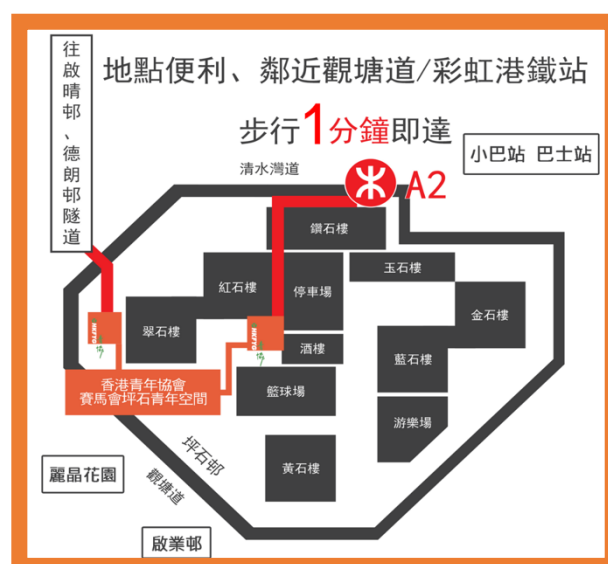 往啟晴邨、德朗邨隧道
地點便利、鄰近觀塘道/彩虹港鐵站
步行1分鐘即達
小巴站 巴士站
清水灣道
A2
鑽石樓
玉石樓
紅石樓
停車場
金石樓
翠石樓
酒樓
藍石樓
香港青年協會
賽馬會坪石青年空間
籃球場
游樂場
坪石邨
黃石樓
麗晶花園
觀塘道
啟業邨